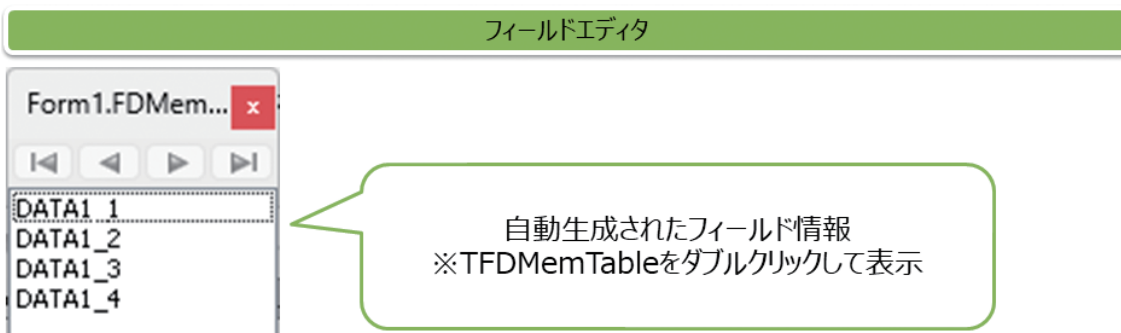 フィールドエディタ
Form1.FDMem...
x
DATA1_1
DATA1_2
DATA1_3
DATA1_4
自動生成されたフィールド情報
※TFDMemTableをダブルクリックして表示